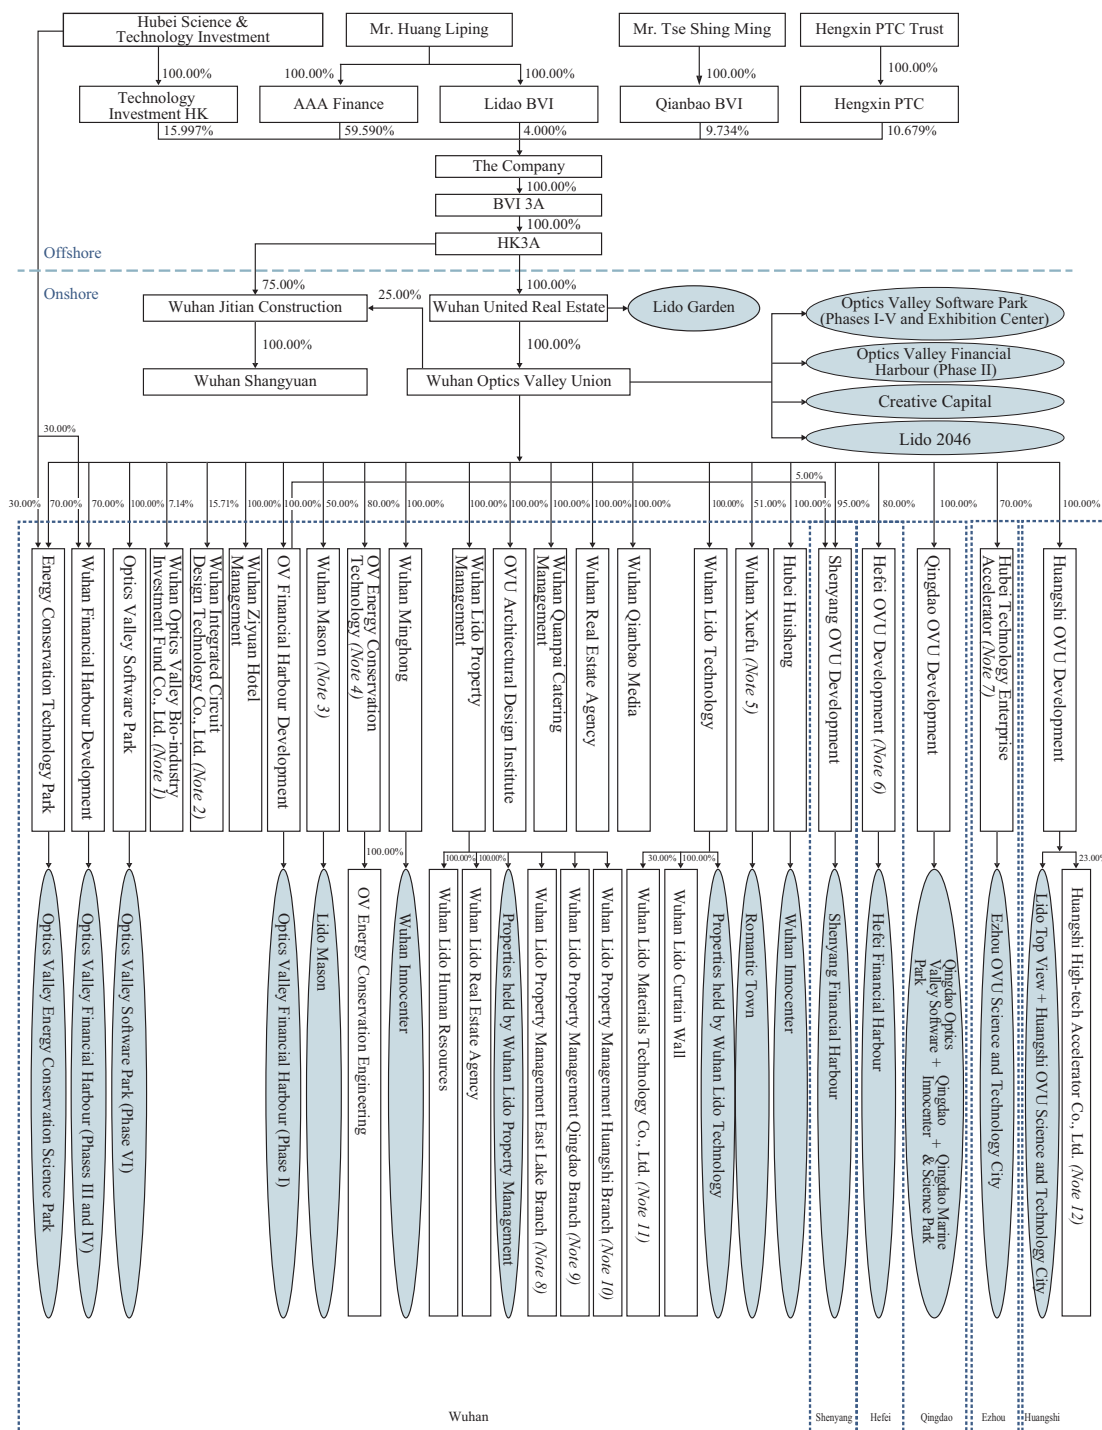 Hubei Science &
Technology Investment
Mr. Huang Liping
Mr. Tse Shing Ming
Hengxin PTC Trust
100.00%
100.00%
100.00%
100.00%
100.00%
Technology
Investment HK
AAA Finance
Lidao BVI
Qianbao BVI
Hengxin PTC
15.997%
59.590%
4.000%
9.734%
10.679%
The Company
100.00%
BVI 3A
100.00%
HK3A
Offshore
Onshore
75.00%
25.00%
100.00%
Wuhan Jitian Construction
Wuhan United Real Estate
Lido Garden
Optics Valley Software Park
(Phases I-V and Exhibition Center)
100.00%
100.00%
Optics Valley Financial
Harbour (Phase II)
Wuhan Shangyuan
Wuhan Optics Valley Union
Creative Capital
Lido 2046
30.00%
5.00%
30.00%
70.00%
70.00%
100.00%
7.14%
15.71%
100.00%
100.00%
50.00%
80.00%
100.00%
100.00%
100.00%
100.00%
100.00%
100.00%
100.00%
51.00%
100.00%
95.00%
80.00%
100.00%
70.00%
100.00%
Energy Conservation Technology Park
Wuhan Financial Harbour Development
Optics Valley Software Park
Wuhan Optics Valley Bio-industry
Investment Fund Co., Ltd. (Note 1)
Wuhan Integrated Circuit
Design Technology Co., Ltd. (Note 2)
Wuhan Ziyuan Hotel
Management
OV Financial Harbour Development
Wuhan Mason (Note 3)
OV Energy Conservation
Technology (Note 4)
Wuhan Minghong
Wuhan Lido Property
Management
OVU Architectural Design Institute
Wuhan Quanpai Catering
Management
Wuhan Real Estate Agency
Wuhan Qianbao Media
Wuhan Lido Technology
Wuhan Xuefu (Note 5)
Hubei Huisheng
Shenyang OVU Development
Hefei OVU Development (Note 6)
Qingdao OVU Development
Hubei Technology Enterprise
Accelerator (Note 7)
Huangshi OVU Development
100.00%
100.00%
100.00%
30.00%
100.00%
23.00%
Optics Valley Energy Conservation Science Park
Optics Valley Financial Harbour (Phases III and IV)
Optics Valley Software Park (Phase VI)
Optics Valley Financial Harbour (Phase I)
Lido Mason
OV Energy Conservation Engineering
Wuhan Innocenter
Wuhan Lido Human Resources
Wuhan Lido Real Estate Agency
Properties held by Wuhan Lido Property Management
Wuhan Lido Property Management East Lake Branch (Note 8)
Wuhan Lido Property Management Qingdao Branch (Note 9)
Wuhan Lido Property Management Huangshi Branch (Note 10)
Wuhan Lido Materials Technology Co., Ltd. (Note 11)
Wuhan Lido Curtain Wall
Properties held by Wuhan Lido Technology
Romantic Town
Wuhan Innocenter
Shenyang Financial Harbour
Hefei Financial Harbour
Qingdao Optics + Qingdao + Qingdao Marine
Valley Software Innocenter & Science Park
Park
Ezhou OVU Science and Technology City
Lido Top View + Huangshi OVU Science and Technology City
Huangshi High-tech Accelerator Co., Ltd. (Note 12)
Wuhan
Shenyang
Hefei
Qingdao
Ezhou
Huangshi